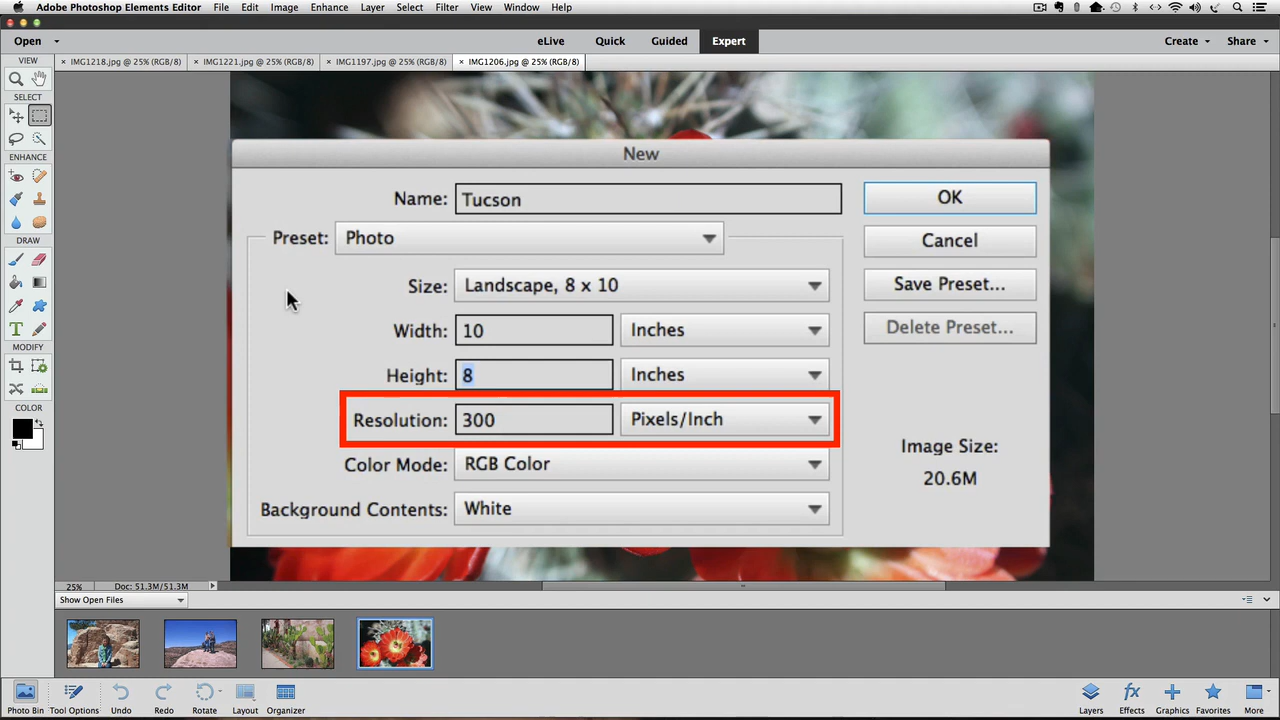 Adobe Photoshop Elements Editor File Edit Image Enhance Layer Select Filter View Window Help
Open eLive Quick Guided Expert Create Share
VIEW × IMG1218.jpg @ 25% (RGB/8) × IMG1221.jpg @ 25% (RGB/8) × IMG1197.jpg @ 25% (RGB/8) × IMG1206.jpg @ 25% (RGB/8)
SELECT
ENHANCE
DRAW
MODIFY
COLOR
New
Name: Tucson OK
Preset: Photo Cancel
Size: Landscape, 8 x 10 Save Preset...
Width: 10 Inches Delete Preset...
Height: 8 Inches
Resolution: 300 Pixels/Inch
Color Mode: RGB Color Image Size:
Background Contents: White 20.6M
25% Doc: 51.3M/51.3M
Show Open Files
Photo Bin Tool Options Undo Redo Rotate Layout Organizer Layers Effects Graphics Favorites More